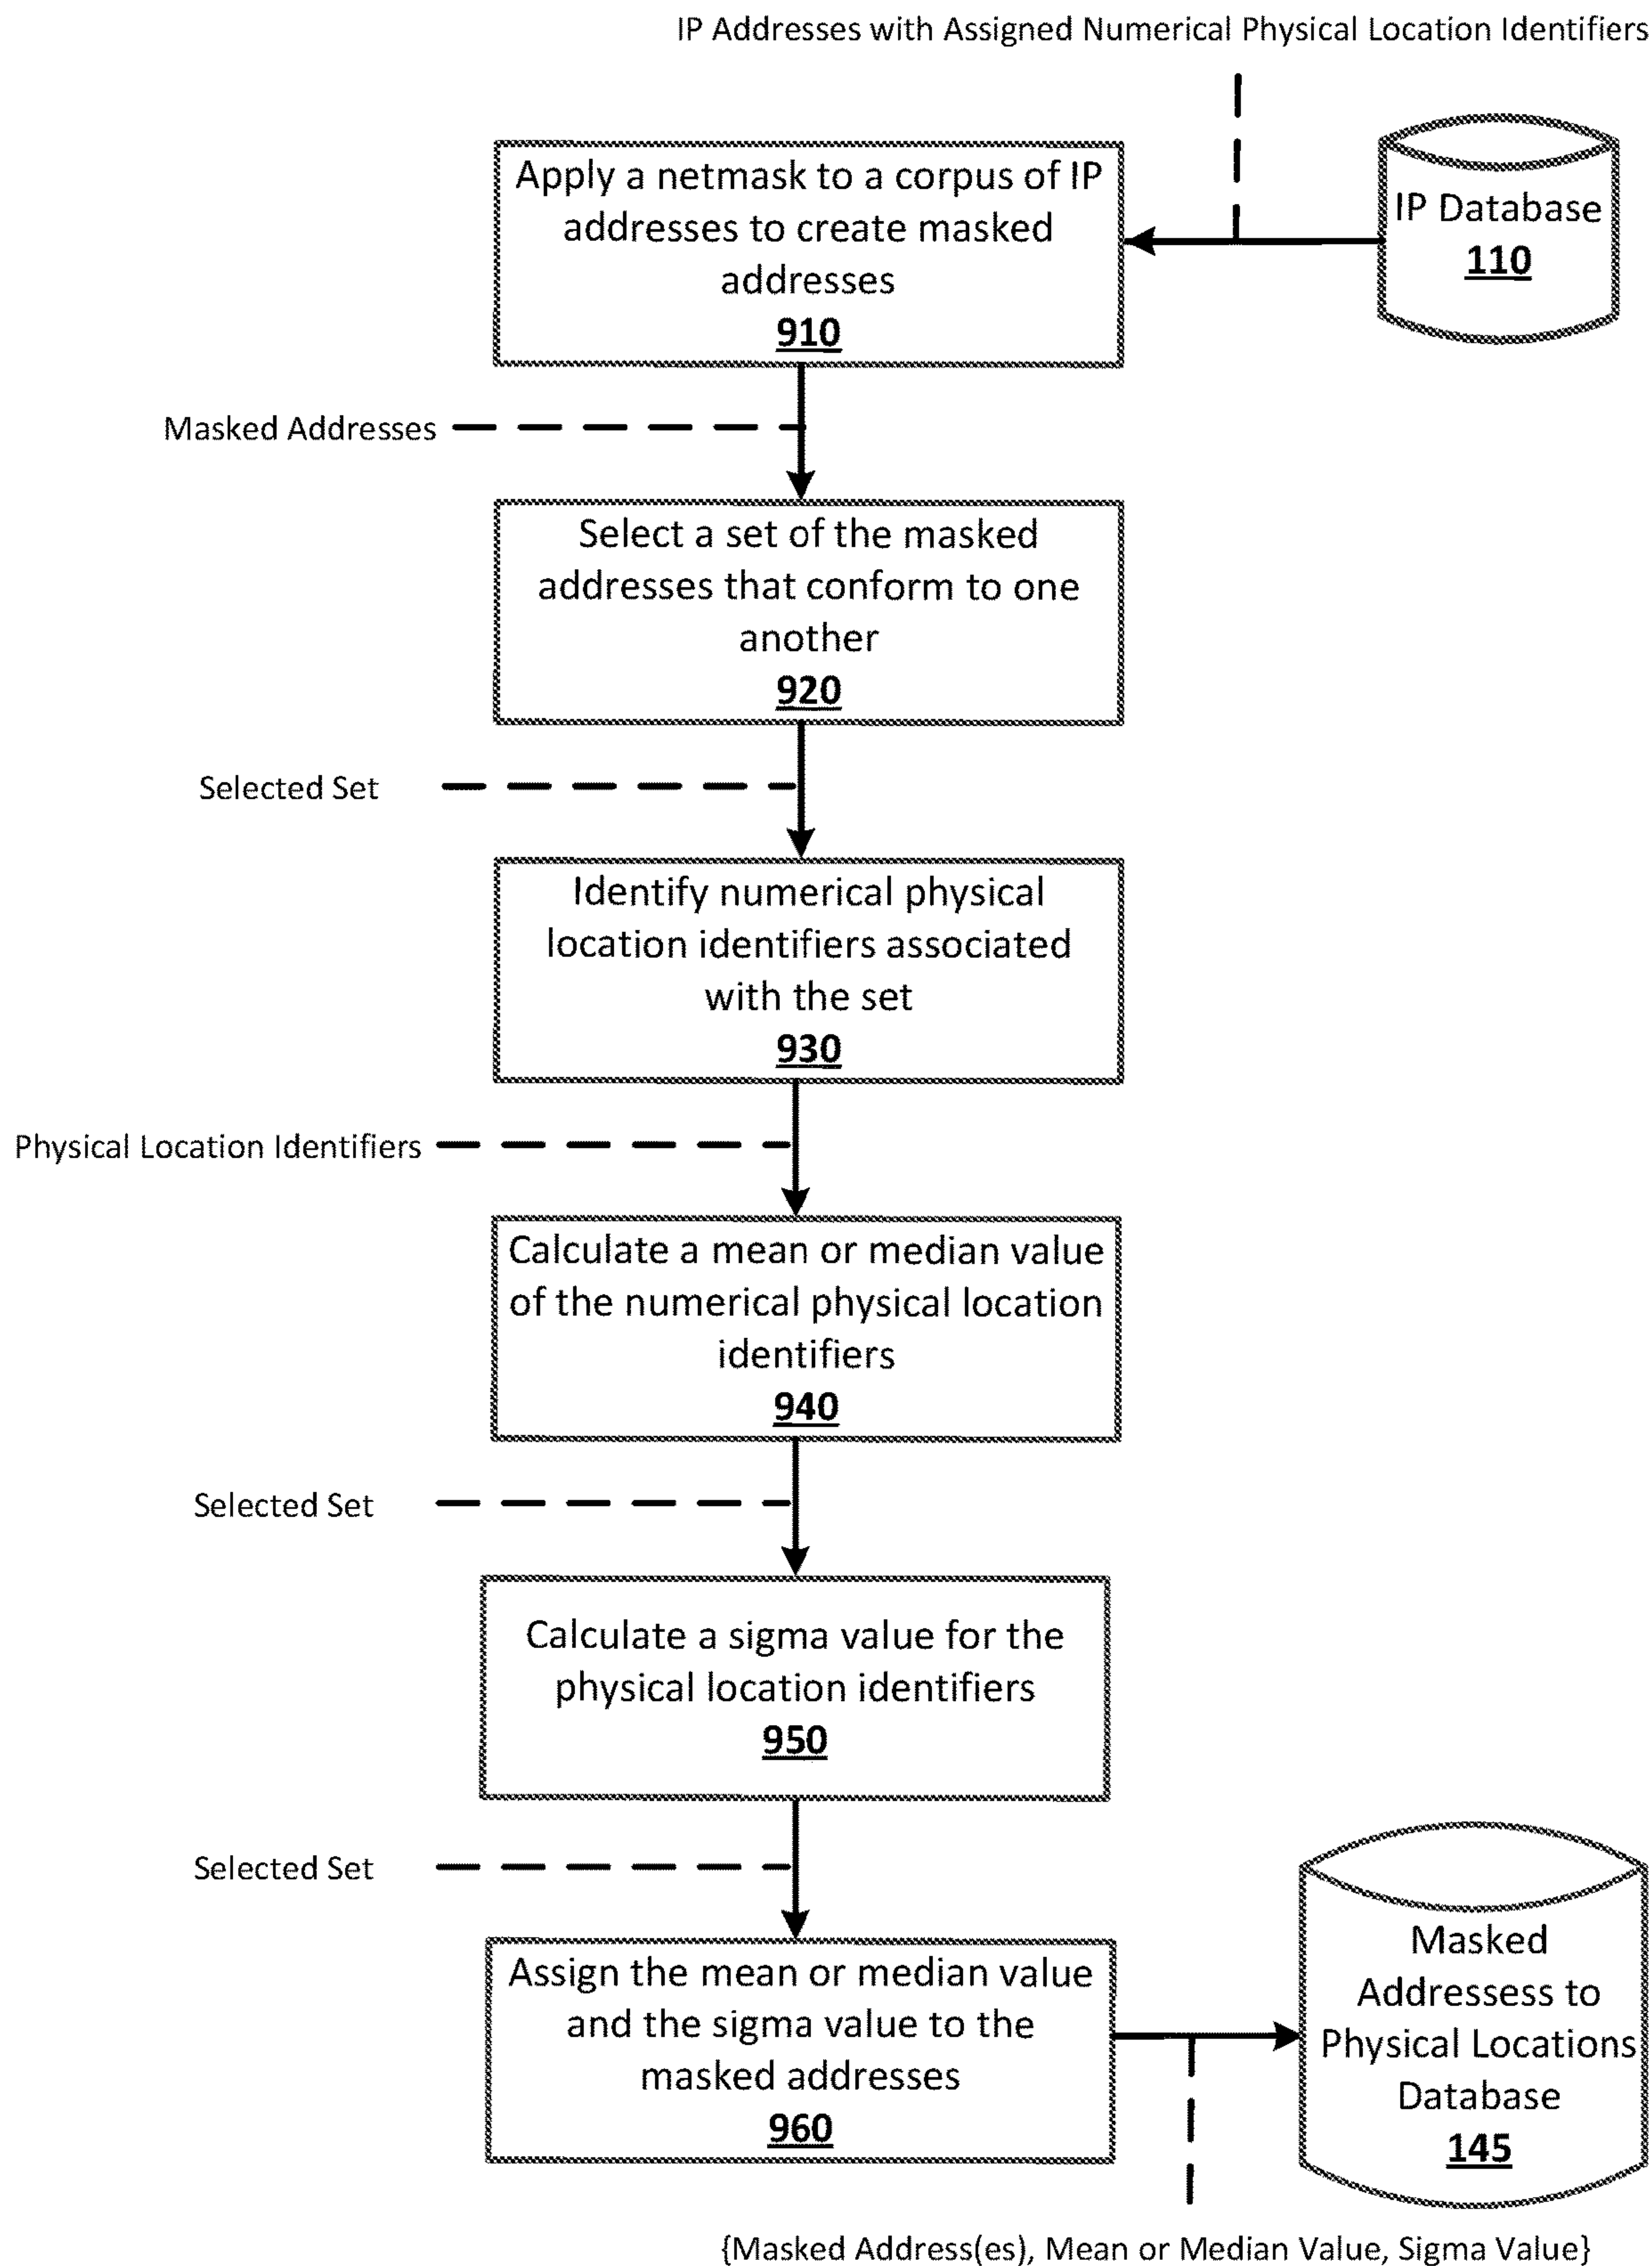 IP Addresses with Assigned Numerical Physical Location Identifiers
Apply a netmask to a corpus of IP
addresses to create masked
addresses
910
IP Database
110
Masked Addresses
Select a set of the masked
addresses that conform to one
another
920
Selected Set
Identify numerical physical
location identifiers associated
with the set
930
Physical Location Identifiers
Calculate a mean or median value
of the numerical physical location
identifiers
940
Selected Set
Calculate a sigma value for the
physical location identifiers
950
Selected Set
Assign the mean or median value
and the sigma value to the
masked addresses
960
Masked
Addressess to
Physical Locations
Database
145
{Masked Address(es), Mean or Median Value, Sigma Value}